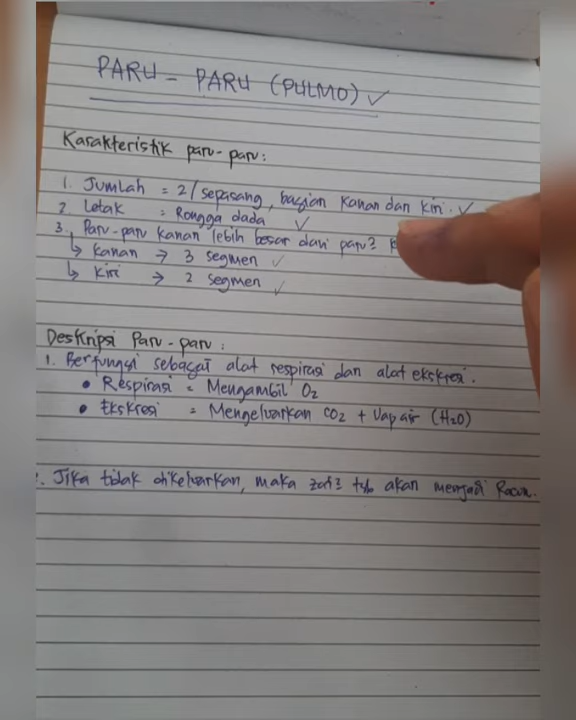 PARU - PARU (PULMO) ✓
Karakteristik paru-paru:
1. Jumlah = 2/sepasang, bagian kanan dan kiri. ✓
2. Letak = Rongga dada ✓
3. Paru-paru kanan lebih besar dari paru2
↳ kanan → 3 segmen ✓
↳ kiri → 2 segmen ✓
Deskripsi Paru-paru:
1. Berfungsi sebagai alat respirasi dan alat ekskresi.
• Respirasi = Mengambil O2
• Ekskresi = Mengeluarkan CO2 + Uap air (H2O)
. Jika tidak dikeluarkan, maka zat2 tsb akan menjadi Racun.